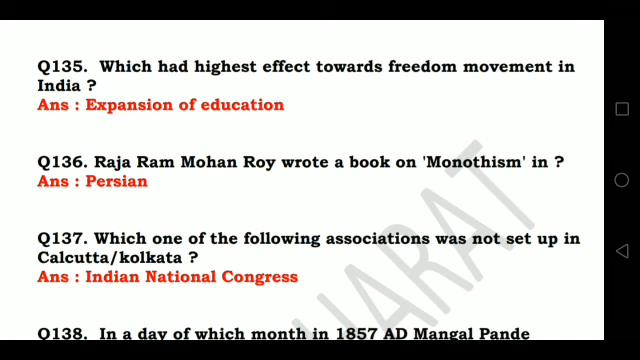 Q135.  Which had highest effect towards freedom movement in
India ?
Ans : Expansion of education
Q136. Raja Ram Mohan Roy wrote a book on 'Monothism' in ?
Ans : Persian
Q137. Which one of the following associations was not set up in
Calcutta/kolkata ?
Ans : Indian National Congress
Q138.  In a day of which month in 1857 AD Mangal Pande